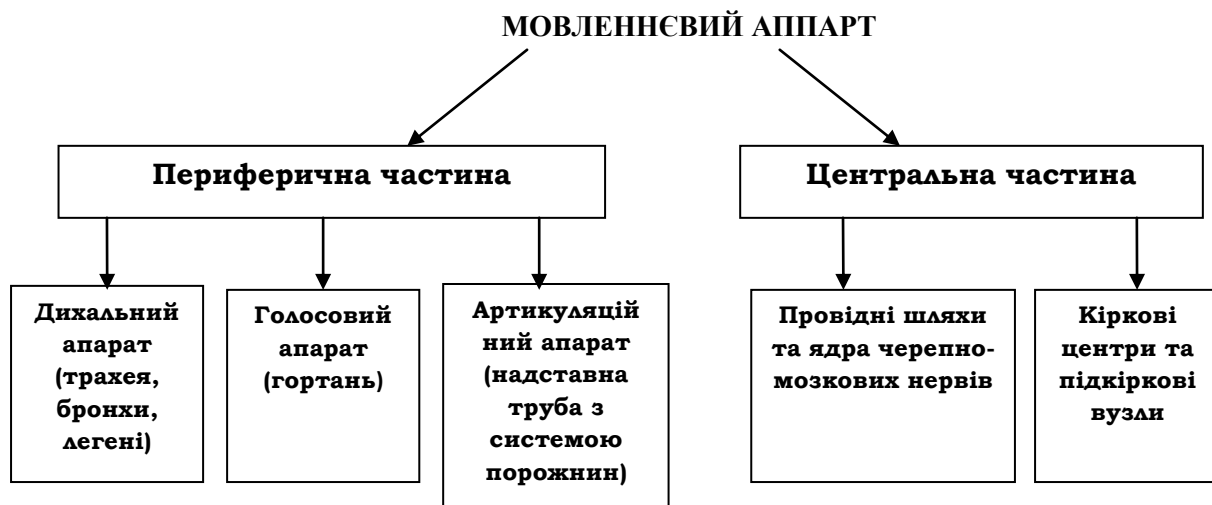 МОВЛЕННЄВИЙ АППАРТ
Периферична частина
Центральна частина
Дихальний
апарат
(трахея,
бронхи,
легені)
Голосовий
апарат
(гортань)
Артикуляцій
ний апарат
(надставна
труба з
системою
порожнин)
Провідні шляхи
та ядра черепно-
мозкових нервів
Кіркові
центри та
підкіркові
вузли